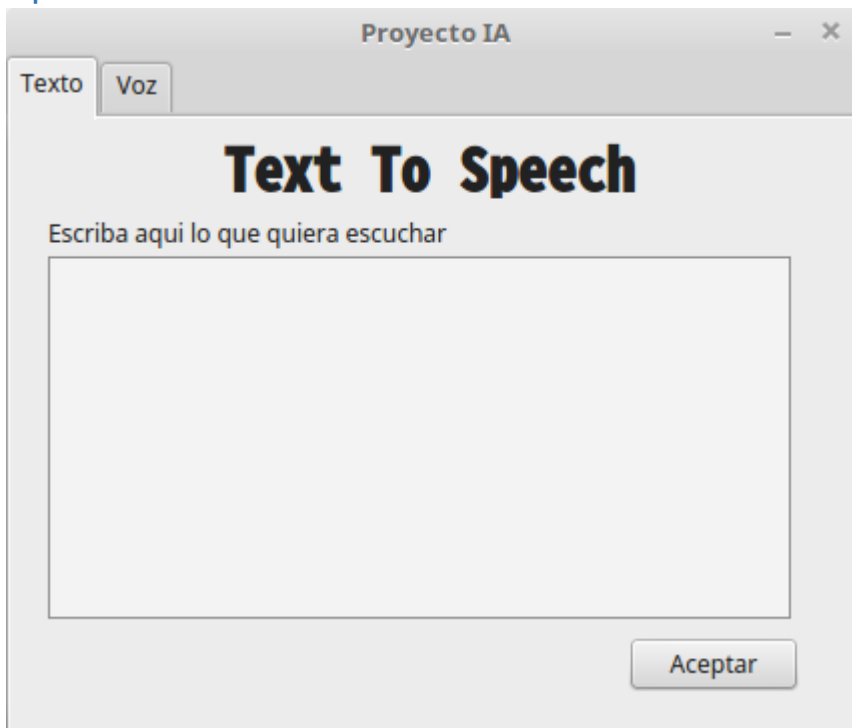 Proyecto IA
Texto Voz
Text To Speech
Escriba aqui lo que quiera escuchar
Aceptar